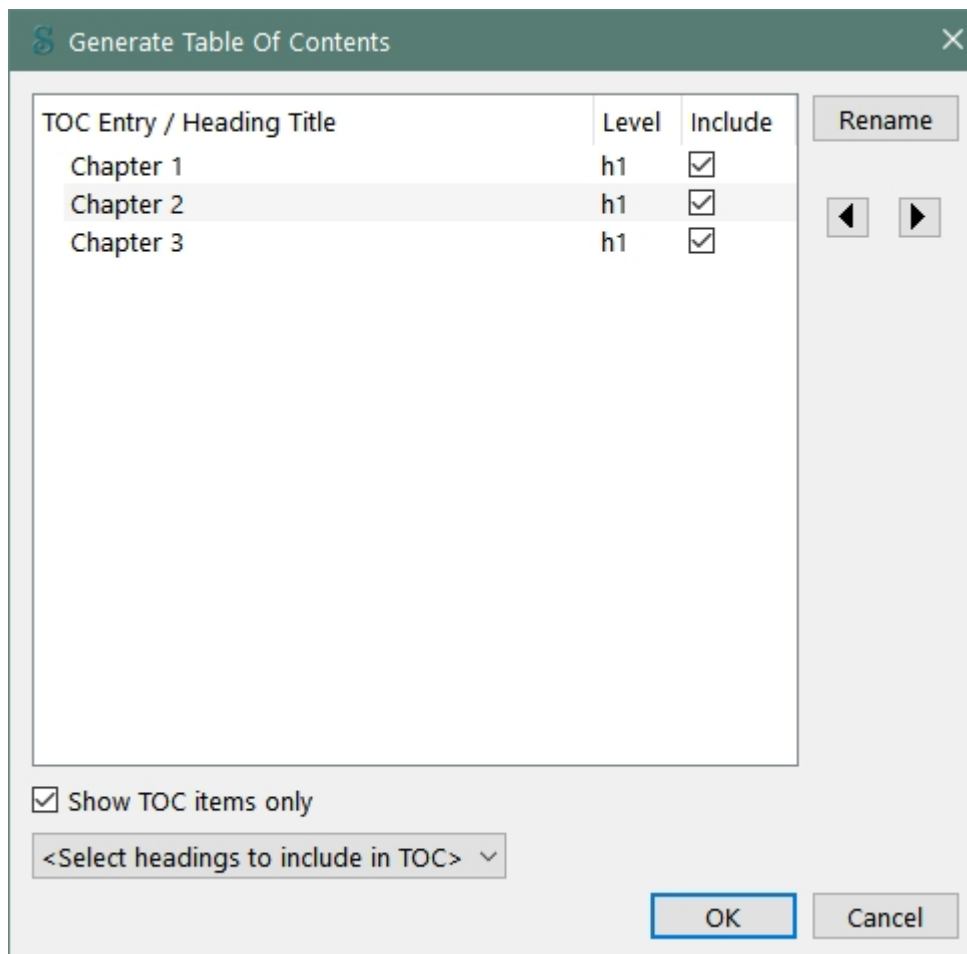 Generate Table Of Contents
TOC Entry / Heading Title Level Include
Rename
Chapter 1 h1
Chapter 2 h1
Chapter 3 h1
Show TOC items only
<Select headings to include in TOC>
OK Cancel